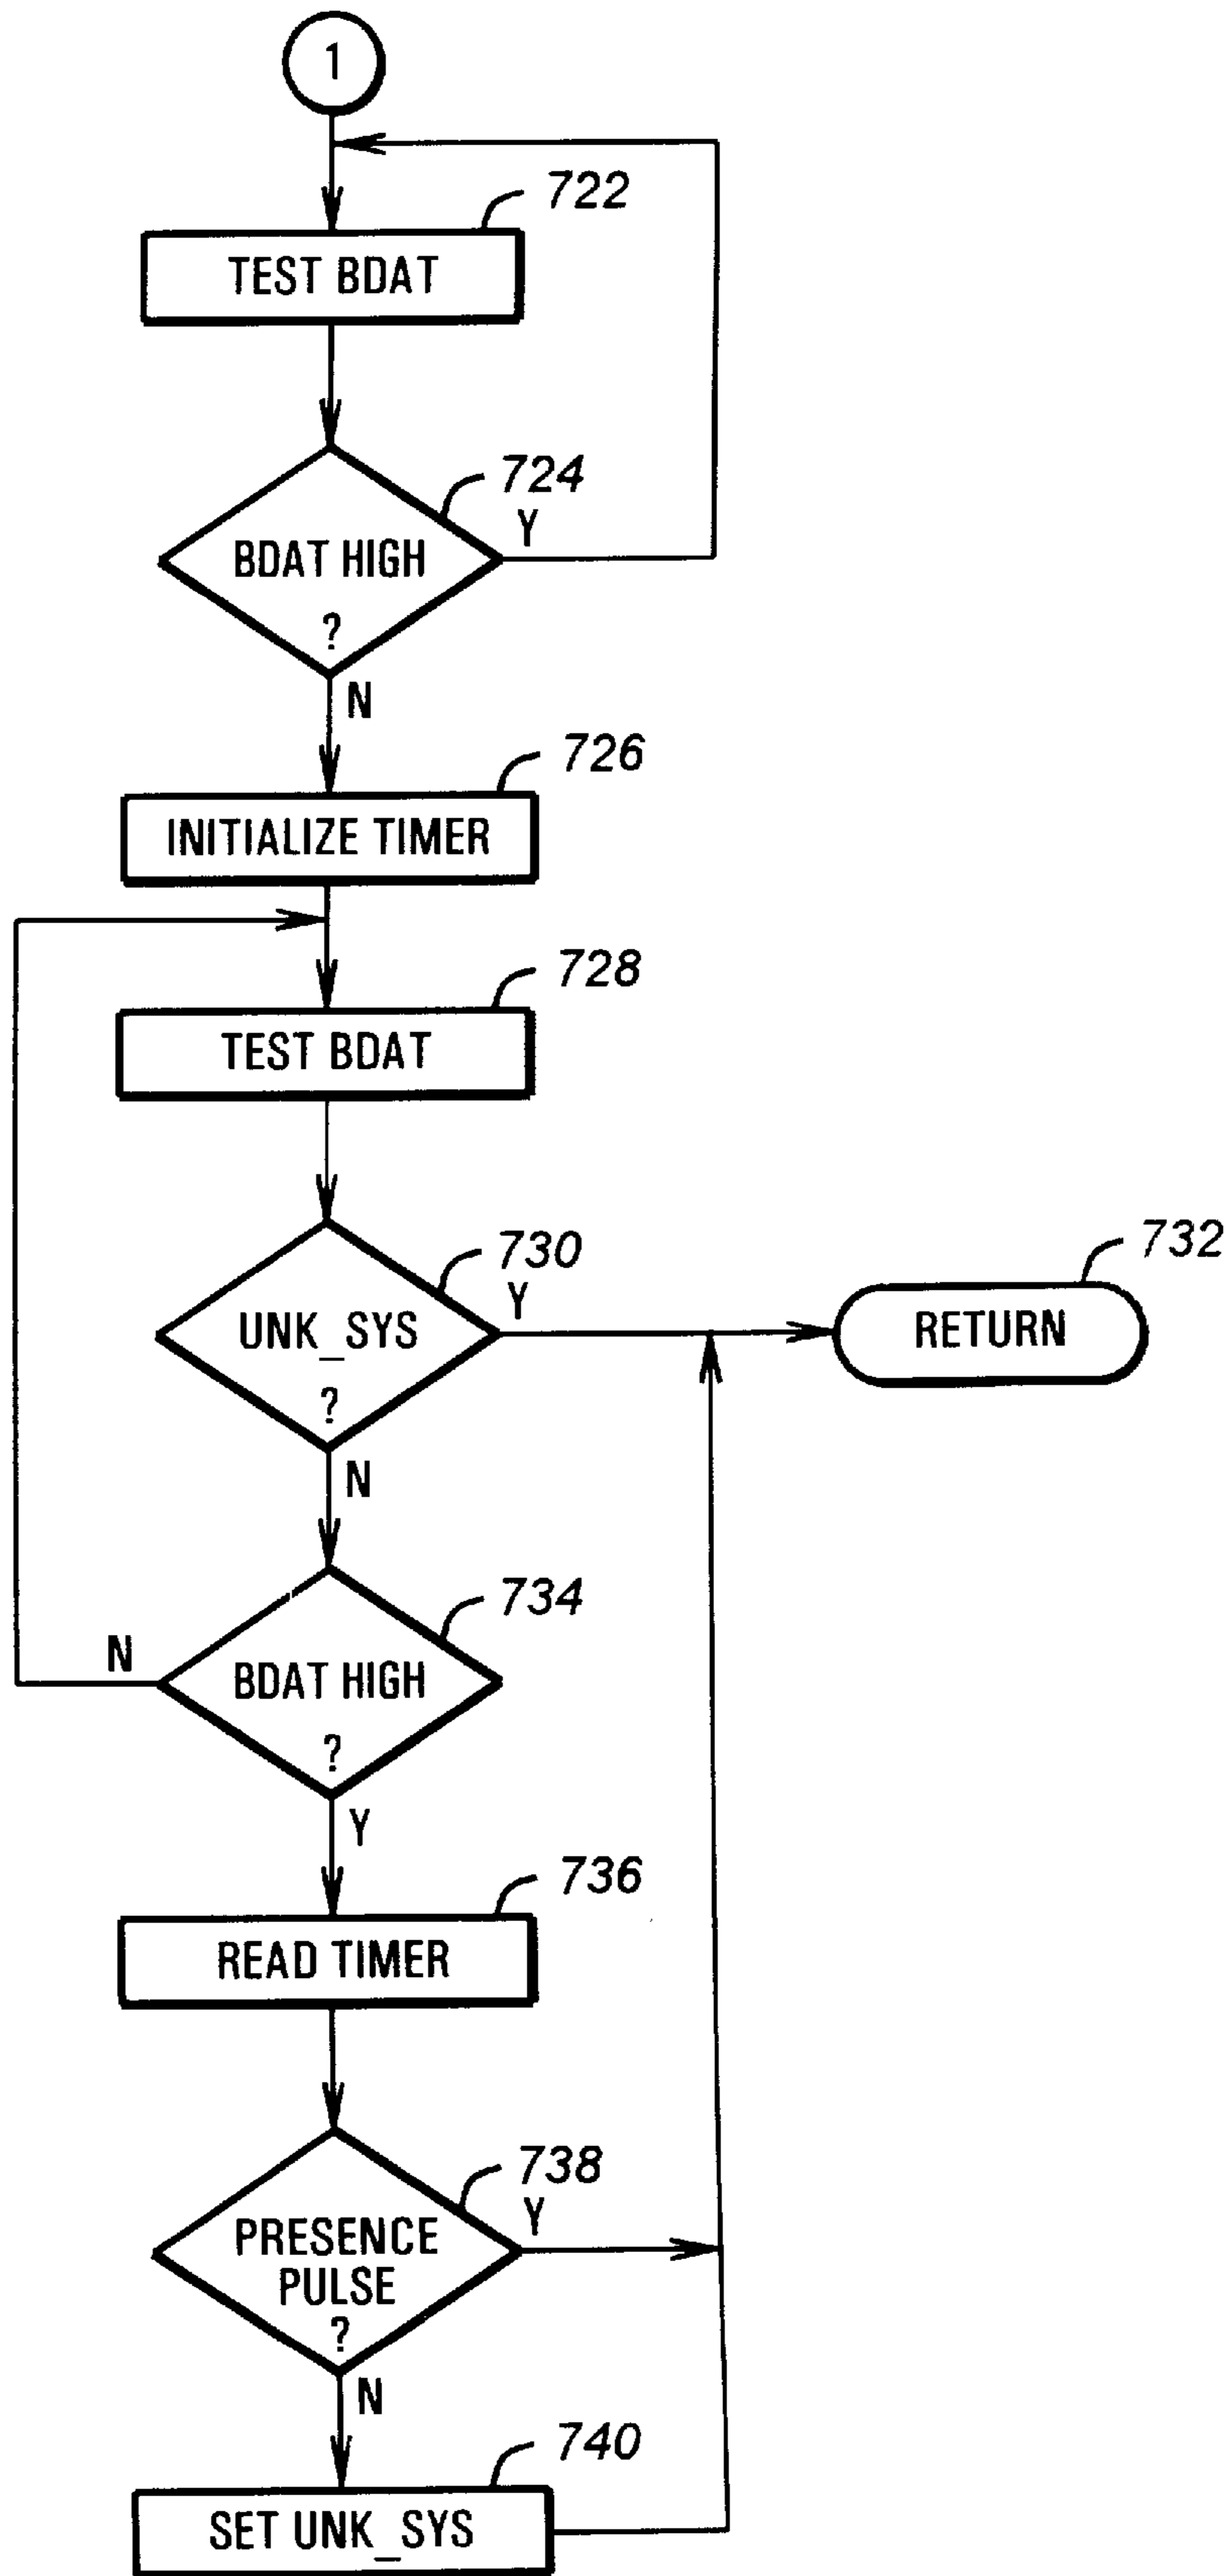 1
722
TEST BDAT
724
Y
BDAT HIGH
?
N
726
INITIALIZE TIMER
728
TEST BDAT
730
Y
UNK_SYS
?
N
732
RETURN
734
N
BDAT HIGH
?
Y
736
READ TIMER
738
Y
PRESENCE
PULSE
?
N
740
SET UNK_SYS